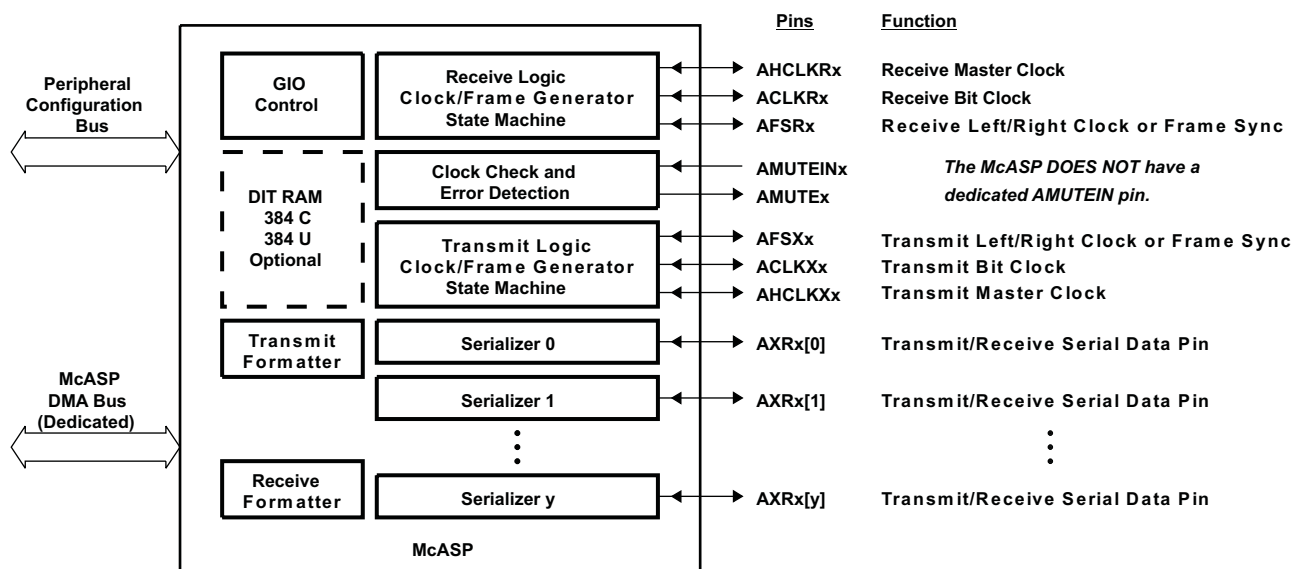 Pins Function
Peripheral
Configuration
Bus
GIO
Control
Receive Logic
Clock/Frame Generator
State Machine
AHCLKRx Receive Master Clock
ACLKRx Receive Bit Clock
AFSRx Receive Left/Right Clock or Frame Sync
DIT RAM
384 C
384 U
Optional
Clock Check and
Error Detection
AMUTEINx
AMUTEx
The McASP DOES NOT have a
dedicated AMUTEIN pin.
Transmit Logic
Clock/Frame Generator
State Machine
AFSXx Transmit Left/Right Clock or Frame Sync
ACLKXx Transmit Bit Clock
AHCLKXx Transmit Master Clock
Transmit
Formatter
Serializer 0 AXRx[0] Transmit/Receive Serial Data Pin
McASP
DMA Bus
(Dedicated)
Serializer 1 AXRx[1] Transmit/Receive Serial Data Pin
Receive
Formatter
Serializer y AXRx[y] Transmit/Receive Serial Data Pin
McASP